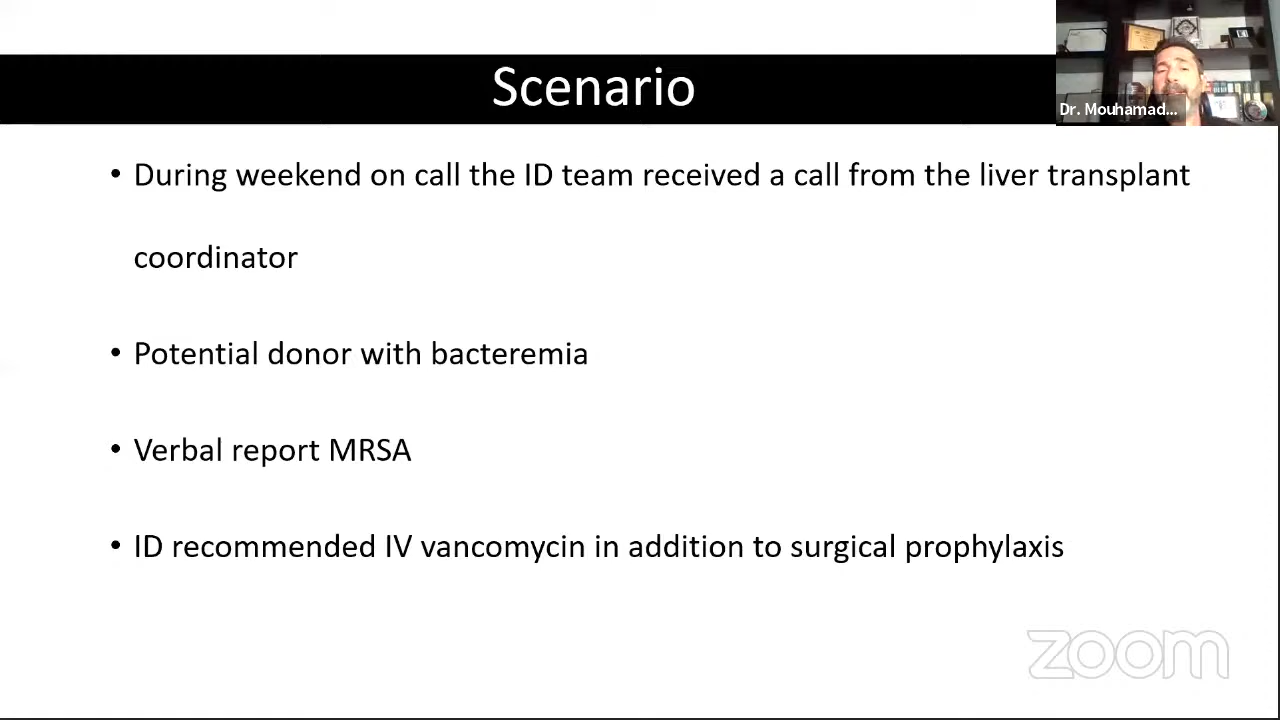 Scenario
Dr. Mouhamad...
• During weekend on call the ID team received a call from the liver transplant
coordinator
• Potential donor with bacteremia
• Verbal report MRSA
• ID recommended IV vancomycin in addition to surgical prophylaxis
zoom